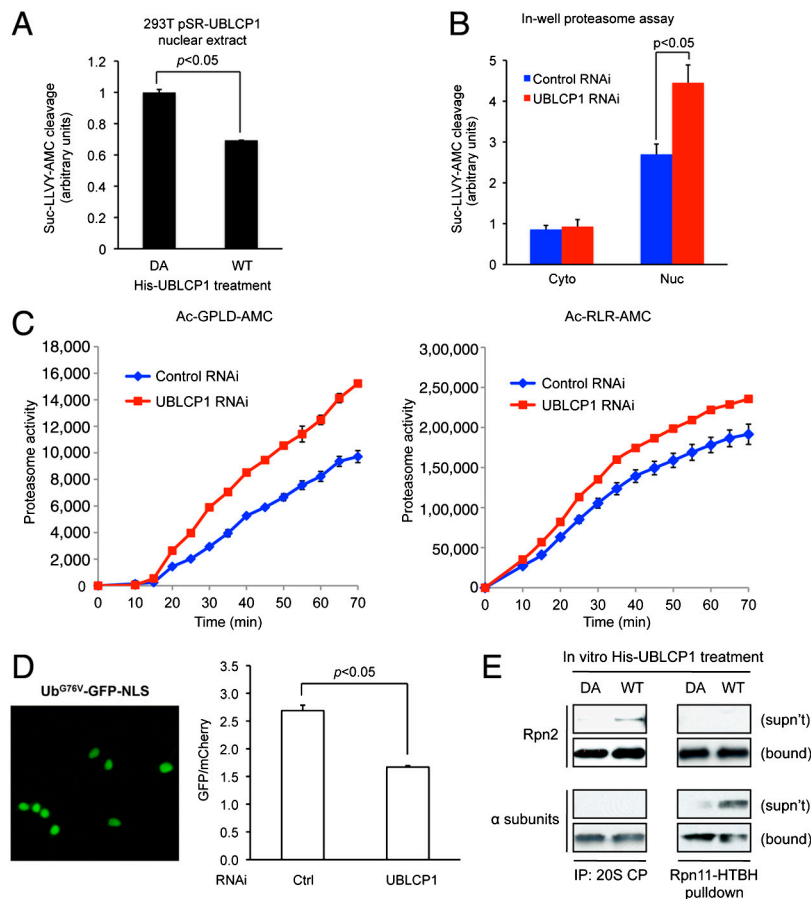 A
293T pSR-UBLCP1
nuclear extract
p<0.05
1.2
1
0.8
0.6
0.4
0.2
0
Suc-LLVY-AMC cleavage
(arbitrary units)
DA WT
His-UBLCP1 treatment
B
In-well proteasome assay
p<0.05
Control RNAi
UBLCP1 RNAi
5
4
3
2
1
0
Suc-LLVY-AMC cleavage
(arbitrary units)
Cyto Nuc
C
Ac-GPLD-AMC
18,000
16,000
14,000
12,000
10,000
8,000
6,000
4,000
2,000
0
Proteasome activity
Control RNAi
UBLCP1 RNAi
0 10 20 30 40 50 60 70
Time (min)
Ac-RLR-AMC
3,00,000
2,50,000
2,00,000
1,50,000
1,00,000
50,000
0
Proteasome activity
Control RNAi
UBLCP1 RNAi
0 10 20 30 40 50 60 70
Time (min)
D
UbG76V-GFP-NLS
3.5
3.0
2.5
2.0
1.5
1.0
0.5
0.0
GFP/mCherry
p<0.05
RNAi Ctrl UBLCP1
E
In vitro His-UBLCP1 treatment
DA WT DA WT
Rpn2
(supn't)
(bound)
α subunits
(supn't)
(bound)
IP: 20S CP
Rpn11-HTBH
pulldown